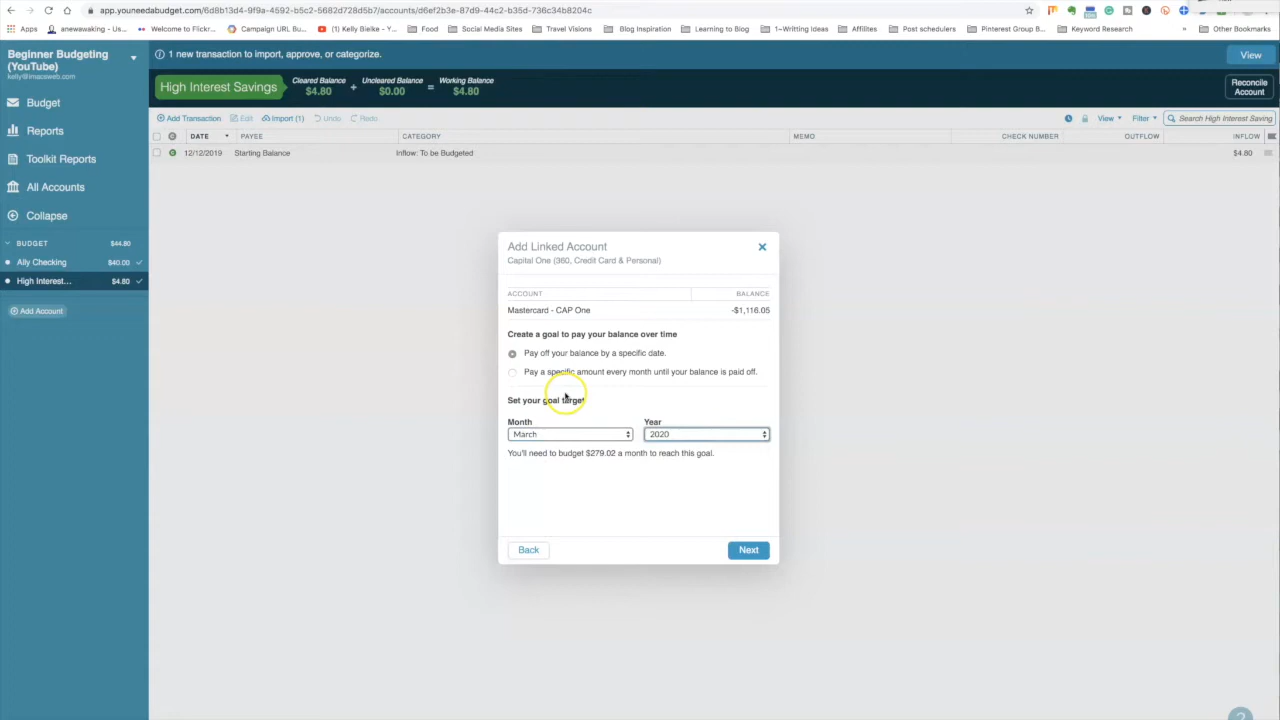 app.youneedabudget.com/6d8b13d4-9f9a-4592-b5c2-5682d728d5b7/accounts/d6ef2b3e-9d9f-44c2-b35d-736c34b8204c
Apps anewawaking - Us... Welcome to Flickr... Campaign URL Bu... (1) Kelly Bielke - Y... Food Social Media Sites Travel Visions Blog Inspiration Learning to Blog 1~Writting Ideas Affilites Post schedulers Pinterest Group B... Keyword Research » Other Bookmarks
Beginner Budgeting (YouTube)
kelly@imacsweb.com
1 new transaction to import, approve, or categorize.
View
High Interest Savings
Cleared Balance + Uncleared Balance = Working Balance
$4.80 $0.00 $4.80
Reconcile Account
Budget
Reports
Toolkit Reports
All Accounts
Collapse
BUDGET $44.80
Ally Checking $40.00
High Interest... $4.80
Add Account
Add Transaction Edit Import (1) Undo Redo View Filter Search High Interest Saving
DATE PAYEE CATEGORY MEMO CHECK NUMBER OUTFLOW INFLOW
12/12/2019 Starting Balance Inflow: To be Budgeted $4.80
Add Linked Account
Capital One (360, Credit Card & Personal)
ACCOUNT BALANCE
Mastercard - CAP One -$1,116.05
Create a goal to pay your balance over time
Pay off your balance by a specific date.
Pay a specific amount every month until your balance is paid off.
Set your goal target
Month Year
March 2020
You'll need to budget $279.02 a month to reach this goal.
Back Next
?